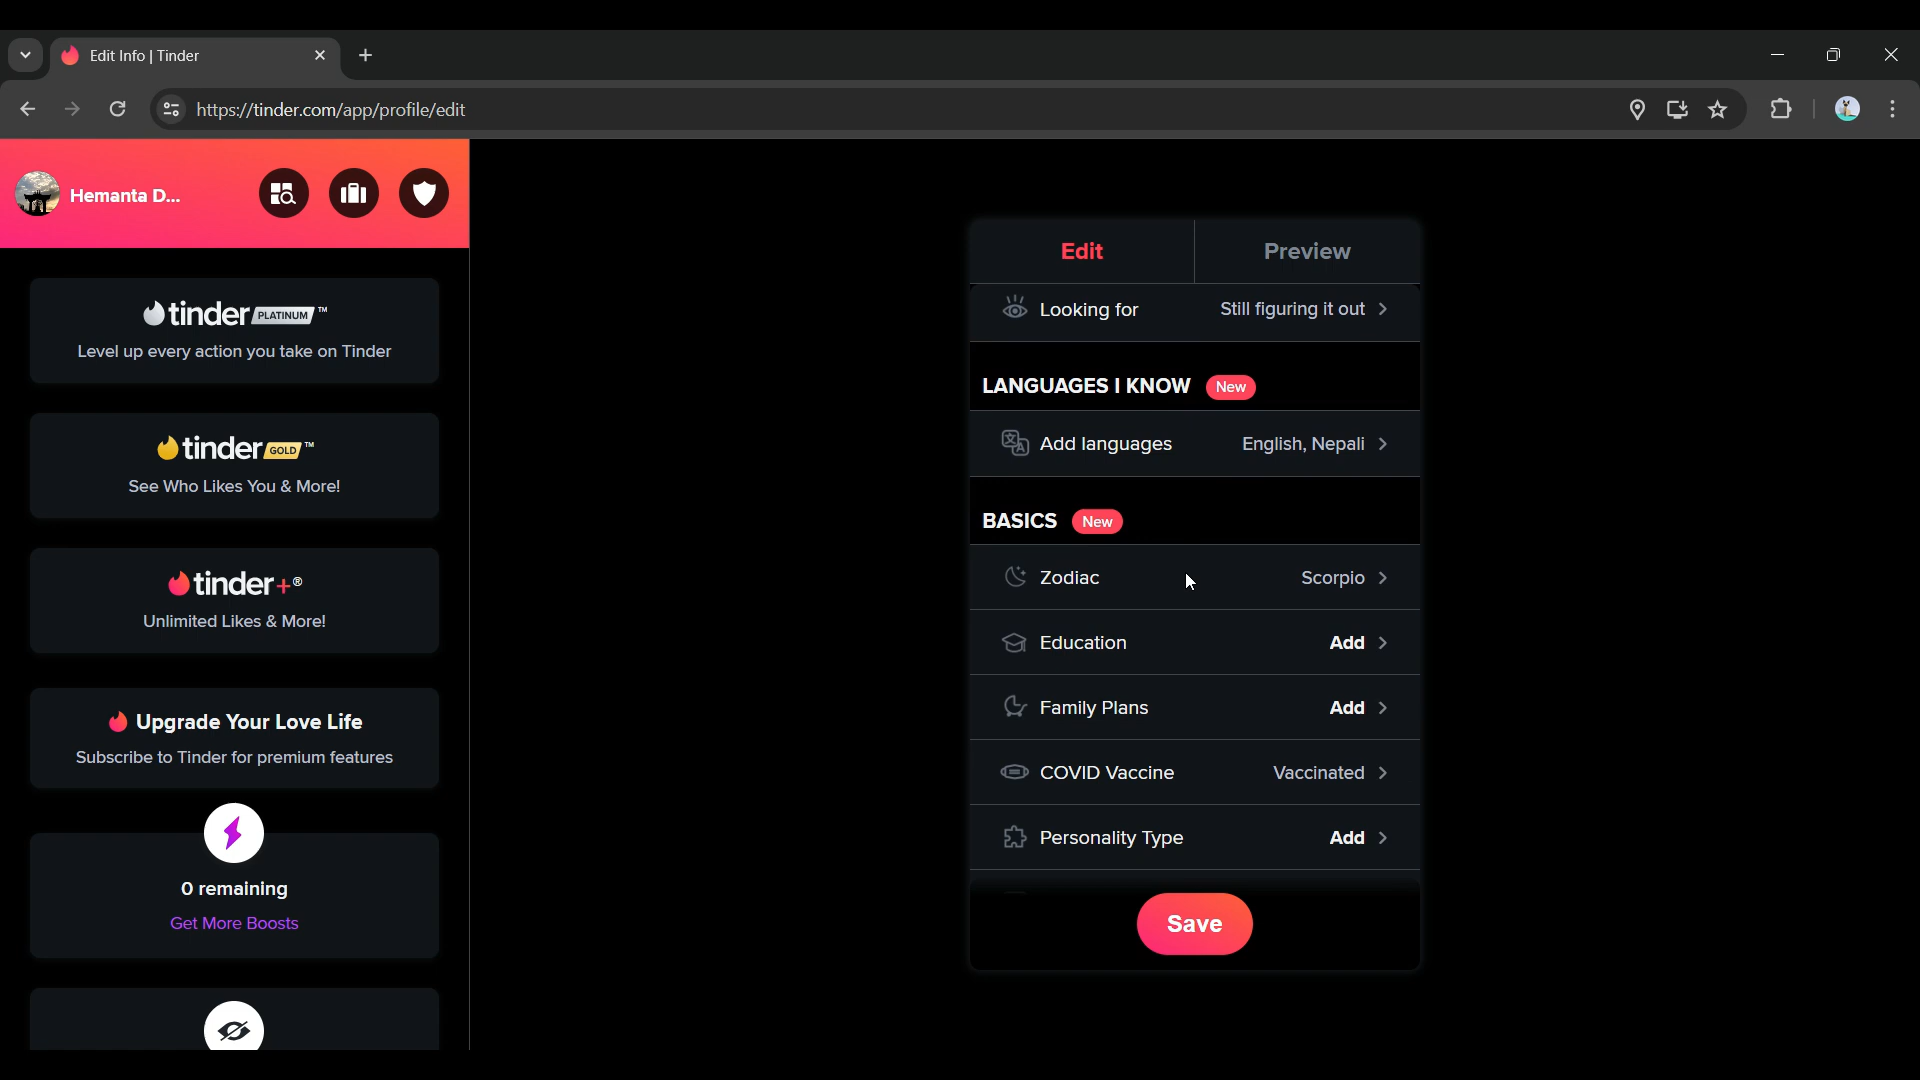 Edit Info | Tinder
https://tinder.com/app/profile/edit
Hemanta D...
tinder PLATINUM ™
Level up every action you take on Tinder
tinder GOLD ™
See Who Likes You & More!
tinder+®
Unlimited Likes & More!
Upgrade Your Love Life
Subscribe to Tinder for premium features
0 remaining
Get More Boosts
Edit Preview
Looking for Still figuring it out
LANGUAGES I KNOW New
Add languages English, Nepali
BASICS New
Zodiac Scorpio
Education Add
Family Plans Add
COVID Vaccine Vaccinated
Personality Type Add
Save